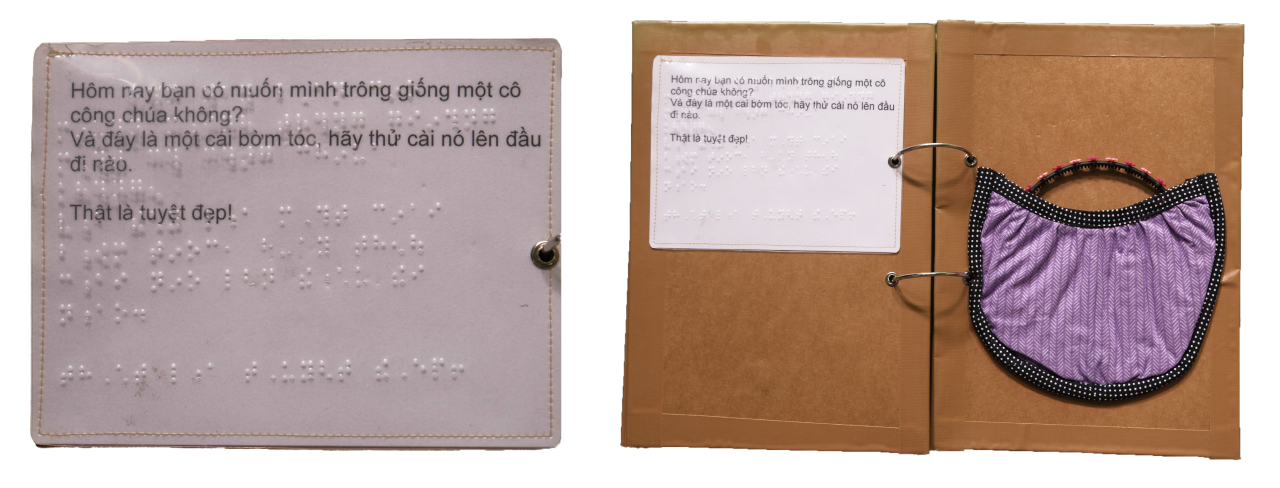 Hôm nay bạn có muốn mình trông giống một cô
công chúa không?
Và đây là một cái bờm tóc, hãy thử cài nó lên đầu
đi nào.
Thật là tuyệt đẹp!
Hôm nay bạn có muốn mình trông giống một cô
công chúa không?
Và đây là một cái bờm tóc, hãy thử cài nó lên đầu
đi nào.
Thật là tuyệt đẹp!